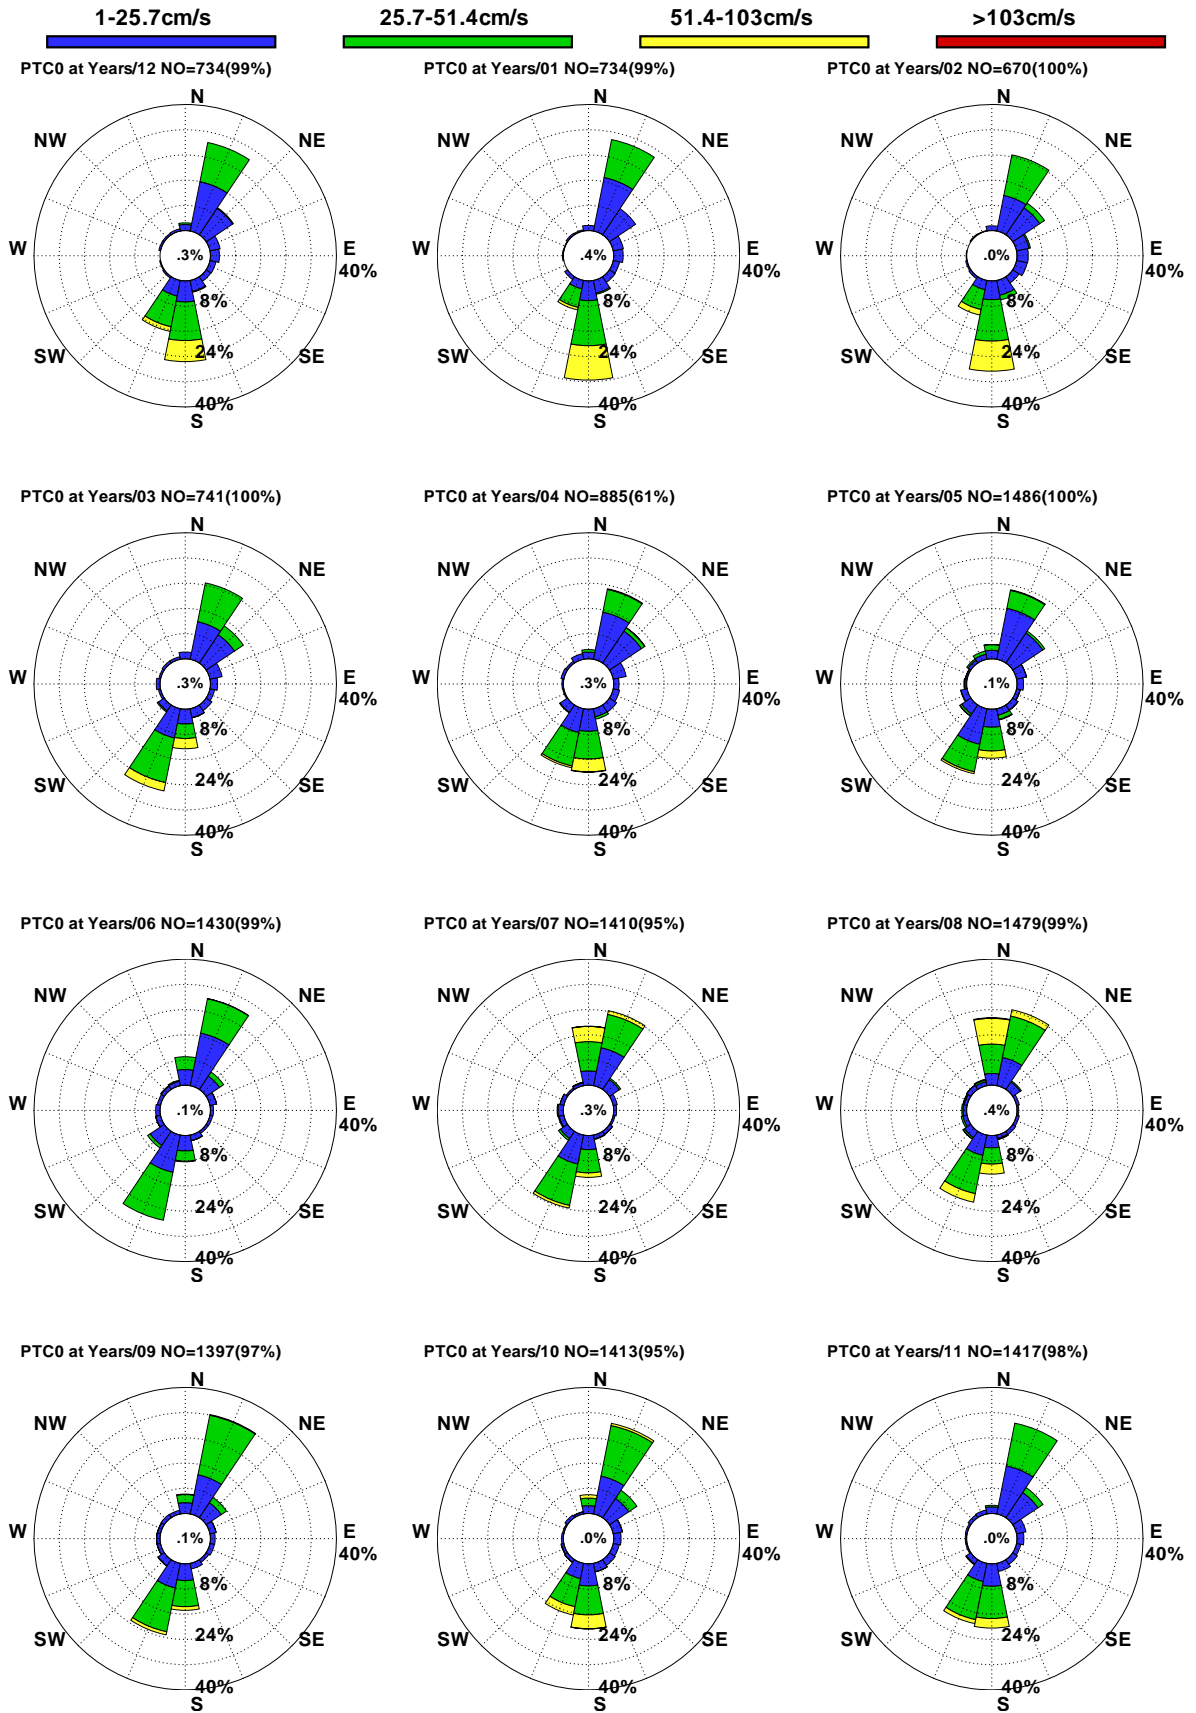 1-25.7cm/s 25.7-51.4cm/s 51.4-103cm/s >103cm/s
PTC0 at Years/12 NO=734(99%)
N
NW NE
W .3% E
40%
8%
24%
SW SE
40%
S
PTC0 at Years/01 NO=734(99%)
N
NW NE
W .4% E
40%
8%
24%
SW SE
40%
S
PTC0 at Years/02 NO=670(100%)
N
NW NE
W .0% E
40%
8%
24%
SW SE
40%
S
PTC0 at Years/03 NO=741(100%)
N
NW NE
W .3% E
40%
8%
24%
SW SE
40%
S
PTC0 at Years/04 NO=885(61%)
N
NW NE
W .3% E
40%
8%
24%
SW SE
40%
S
PTC0 at Years/05 NO=1486(100%)
N
NW NE
W .1% E
40%
8%
24%
SW SE
40%
S
PTC0 at Years/06 NO=1430(99%)
N
NW NE
W .1% E
40%
8%
24%
SW SE
40%
S
PTC0 at Years/07 NO=1410(95%)
N
NW NE
W .3% E
40%
8%
24%
SW SE
40%
S
PTC0 at Years/08 NO=1479(99%)
N
NW NE
W .4% E
40%
8%
24%
SW SE
40%
S
PTC0 at Years/09 NO=1397(97%)
N
NW NE
W .1% E
40%
8%
24%
SW SE
40%
S
PTC0 at Years/10 NO=1413(95%)
N
NW NE
W .0% E
40%
8%
24%
SW SE
40%
S
PTC0 at Years/11 NO=1417(98%)
N
NW NE
W .0% E
40%
8%
24%
SW SE
40%
S